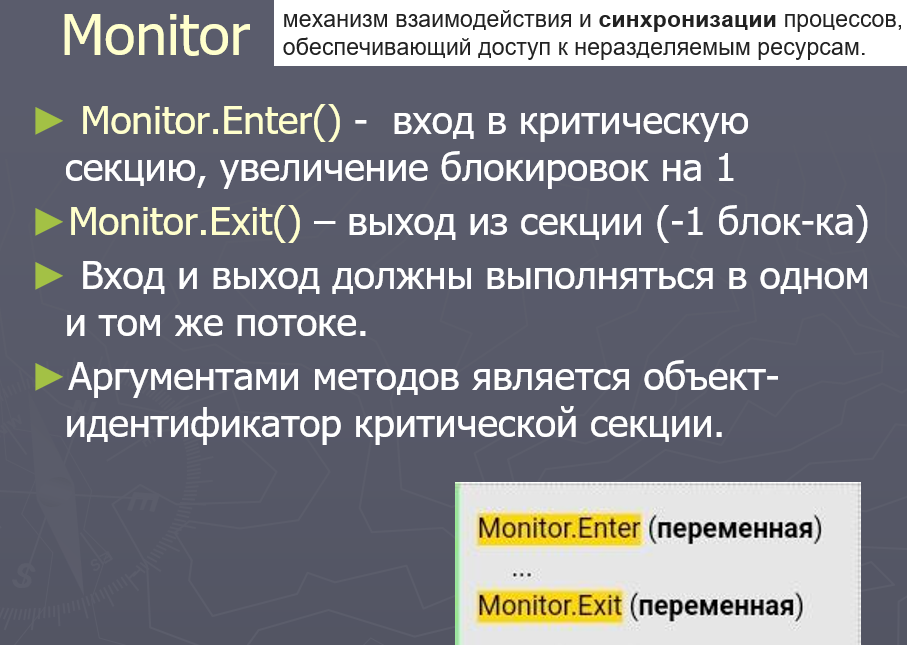 Monitor
механизм взаимодействия и синхронизации процессов,
обеспечивающий доступ к неразделяемым ресурсам.
► Monitor.Enter() - вход в критическую
секцию, увеличение блокировок на 1
►Monitor.Exit() – выход из секции (-1 блок-ка)
► Вход и выход должны выполняться в одном
и том же потоке.
►Аргументами методов является объект-
идентификатор критической секции.
Monitor.Enter (переменная)
...
Monitor.Exit (переменная)